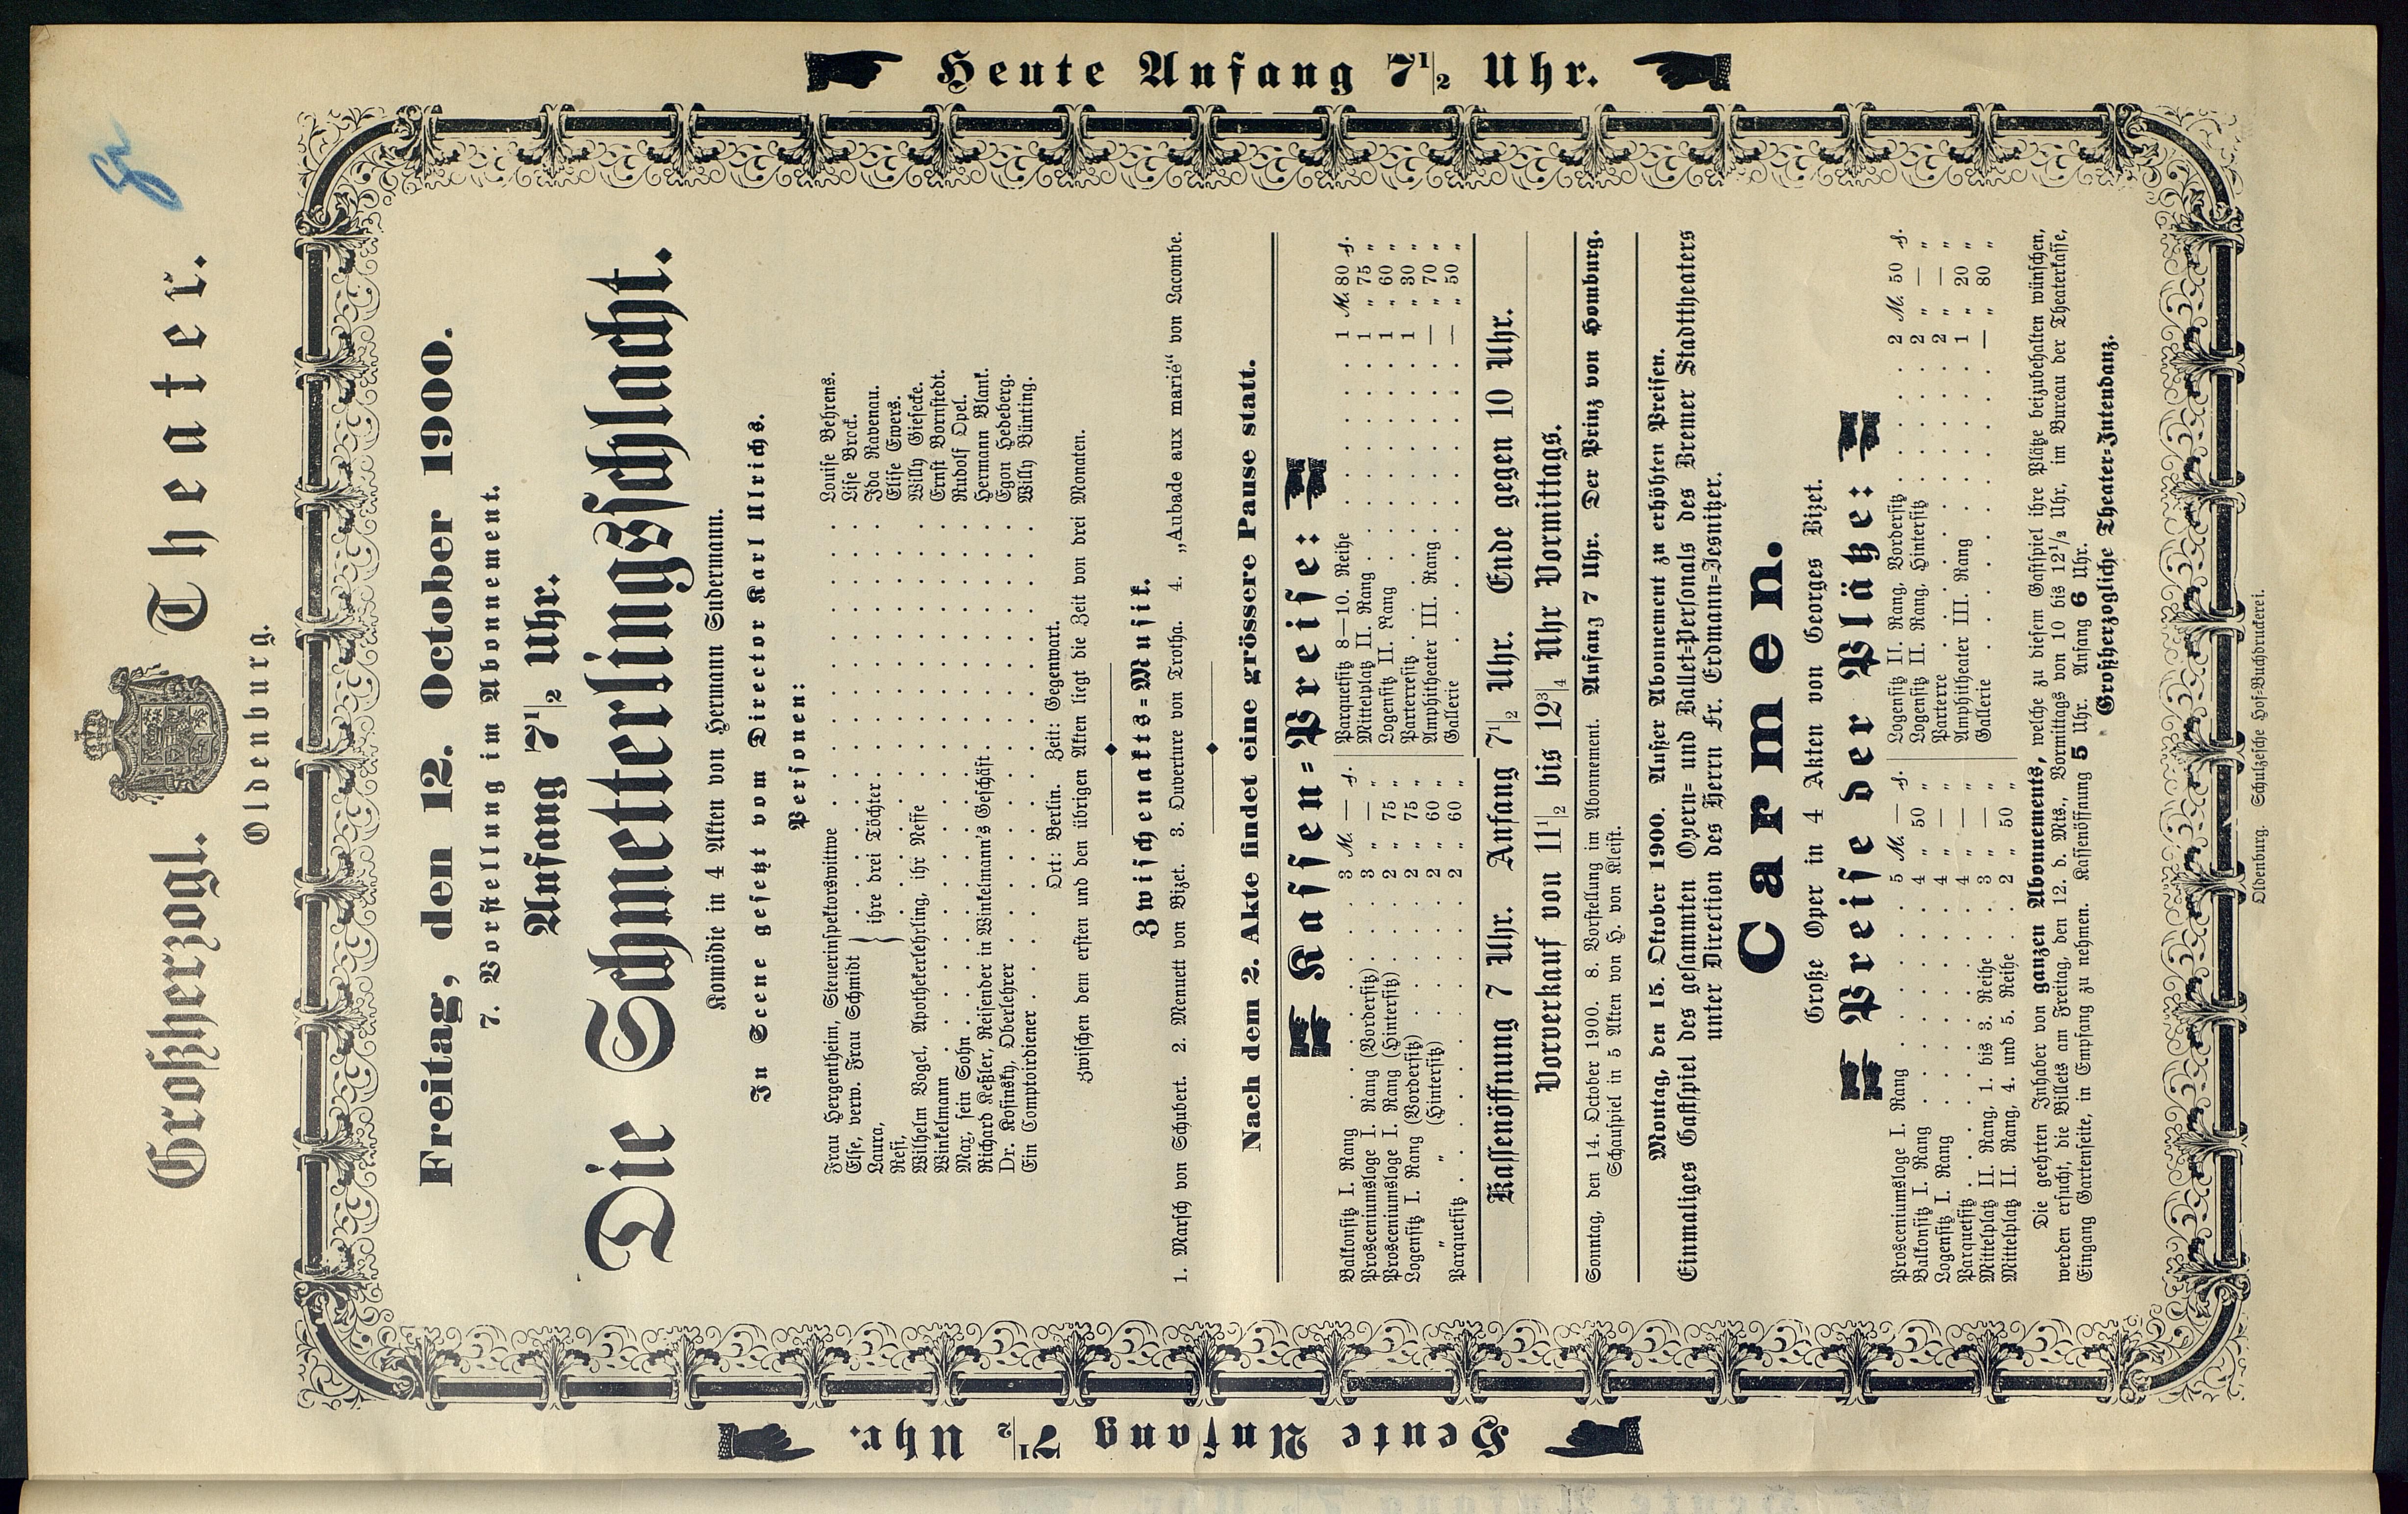 Großherzogl. Theater.
Oldenburg.
Heute Anfang 7½ Uhr.
Heute Anfang 7½ Uhr.
Freitag, den 12. October 1900.
7. Vorstellung im Abonnement.
Anfang 7½ Uhr.
Die Schmetterlingsschlacht.
Komödie in 4 Akten von Hermann Sudermann.
In Scene gesetzt vom Director Karl Ulrichs.
Personen:
Frau Hergentheim, Steuerinspektorswittwe . . . Louise Behrens.
Else, verw. Frau Schmidt } . . . Lise Brock.
Laura, } ihre drei Töchter . . . Ida Ravenau.
Rosi, } . . . Elise Ewers.
Wilhelm Vogel, Apothekerlehrling, ihr Neffe . . . Willy Giesecke.
Winkelmann . . . Ernst Bornstedt.
Max, sein Sohn . . . Rudolf Opel.
Richard Keßler, Reisender in Winkelmann's Geschäft . . . Hermann Blank.
Dr. Kosinsky, Oberlehrer . . . Egon Hedeberg.
Ein Comptoirdiener . . . Willy Bünting.
Ort: Berlin. Zeit: Gegenwart.
Zwischen dem ersten und den übrigen Akten liegt die Zeit von drei Monaten.
Zwischenakts-Musik.
1. Marsch von Schubert. 2. Menuett von Bizet. 3. Ouverture von Trotha. 4. „Aubade aux marié“ von Lacombe.
Nach dem 2. Akte findet eine grössere Pause statt.
Kassen-Preise:
Balkonsitz I. Rang . . . 3 M. — ₰.
Prosceniumsloge I. Rang (Vordersitz) . . . 3 „ — „
Prosceniumsloge I. Rang (Hintersitz) . . . 2 „ 75 „
Logensitz I. Rang (Vordersitz) . . . 2 „ 75 „
„ „ (Hintersitz) . . . 2 „ 60 „
Parquetsitz . . . 2 „ 60 „
Parquetsitz 8—10. Reihe . . . 1 M. 80 ₰.
Mittelplatz II. Rang . . . 1 „ 75 „
Logensitz II. Rang . . . 1 „ 60 „
Parterresitz . . . 1 „ 30 „
Amphitheater III. Rang . . . — „ 70 „
Gallerie . . . — „ 50 „
Kassenöffnung 7 Uhr. Anfang 7½ Uhr. Ende gegen 10 Uhr.
Vorverkauf von 11½ bis 12¾ Uhr Vormittags.
Sonntag, den 14. October 1900. 8. Vorstellung im Abonnement. Anfang 7 Uhr. Der Prinz von Homburg.
Schauspiel in 5 Akten von H. von Kleist.
Montag, den 15. Oktober 1900. Außer Abonnement zu erhöhten Preisen.
Einmaliges Gastspiel des gesammten Opern- und Ballet-Personals des Bremer Stadttheaters
unter Direction des Herrn Fr. Erdmann-Jesnitzer.
Carmen.
Große Oper in 4 Akten von Georges Bizet.
Preise der Plätze:
Prosceniumsloge I. Rang . . . 5 M. — ₰.
Balkonsitz I. Rang . . . 4 „ 50 „
Logensitz I. Rang . . . 4 „ — „
Parquetsitz . . . 4 „ — „
Mittelplatz II. Rang, 1. bis 3. Reihe . . . 3 „ — „
Mittelplatz II. Rang, 4. und 5. Reihe . . . 2 „ 50 „
Logensitz II. Rang, Vordersitz . . . 2 M. 50 ₰.
Logensitz II. Rang, Hintersitz . . . 2 „ — „
Parterre . . . 2 „ — „
Amphitheater III. Rang . . . 1 „ 20 „
Gallerie . . . — „ 80 „
Die geehrten Inhaber von ganzen Abonnements, welche zu diesem Gastspiel ihre Plätze beizubehalten wünschen,
werden ersucht, die Billets am Freitag, den 12. d. Mts., Vormittags von 10 bis 12½ Uhr, im Bureau der Theaterkasse,
Eingang Gartenseite, in Empfang zu nehmen. Kassenöffnung 5 Uhr. Anfang 6 Uhr.
Großherzogliche Theater-Intendanz.
Oldenburg. Schulzesche Hof-Buchdruckerei.